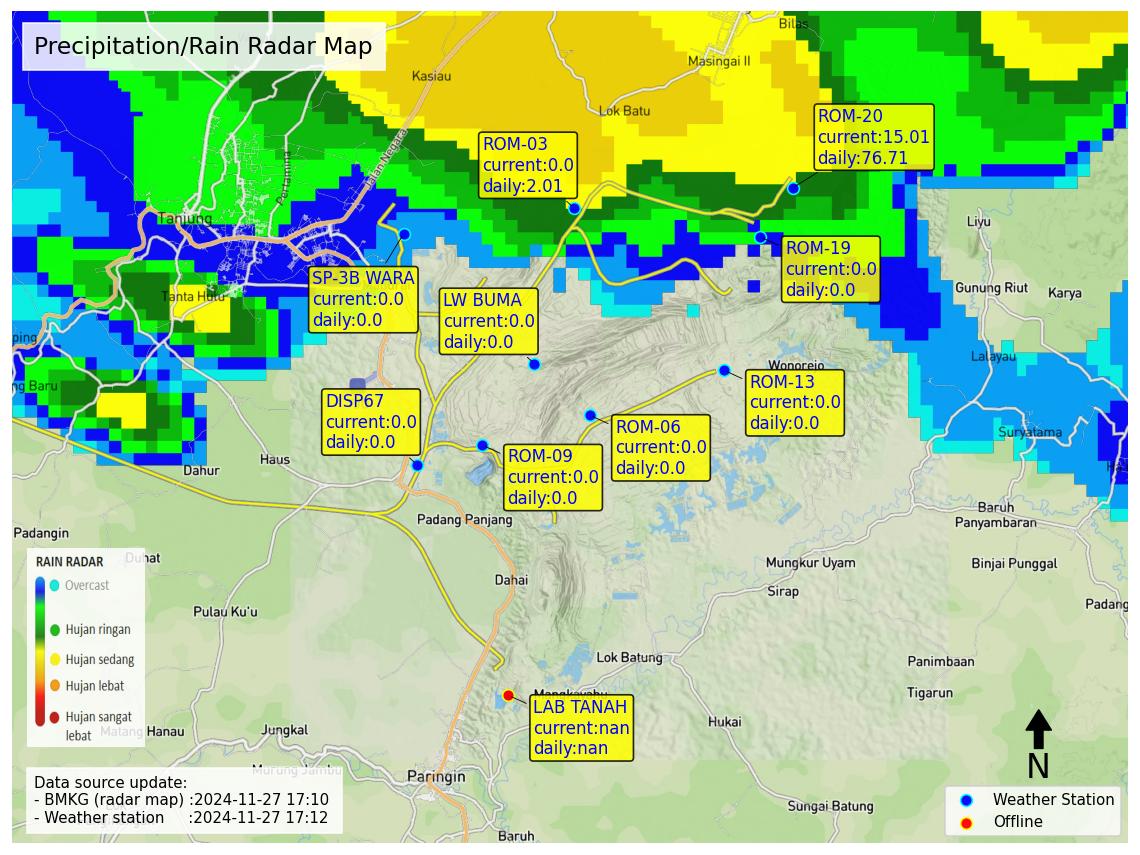 Precipitation/Rain Radar Map
Bilas
Masingai II
Kasiau
Lok Batu
Jalan Negara
Pertamina
Tanjung
Tanta Hulu
ROM-03
current:0.0
daily:2.01
ROM-20
current:15.01
daily:76.71
ROM-19
current:0.0
daily:0.0
SP-3B WARA
current:0.0
daily:0.0
LW BUMA
current:0.0
daily:0.0
Liyu
Gunung Riut
Karya
Lalayau
Wonorejo
ping
ng Baru
DISP67
current:0.0
daily:0.0
ROM-13
current:0.0
daily:0.0
ROM-06
current:0.0
daily:0.0
ROM-09
current:0.0
daily:0.0
Suryatama
Ha
Dahur
Haus
Padang Panjang
Baruh
Panyambaran
Padangin
Duhat
Mungkur Uyam
Binjai Punggal
Dahai
Sirap
Padang
Pulau Ku'u
RAIN RADAR
Overcast
Hujan ringan
Hujan sedang
Hujan lebat
Hujan sangat
lebat
Lok Batung
Panimbaan
Tigarun
Mangkayahu
LAB TANAH
current:nan
daily:nan
Hukai
Matang Hanau
Jungkal
Murung Jambu
Paringin
Sungai Batung
Baruh
N
Data source update:
- BMKG (radar map) :2024-11-27 17:10
- Weather station :2024-11-27 17:12
Weather Station
Offline